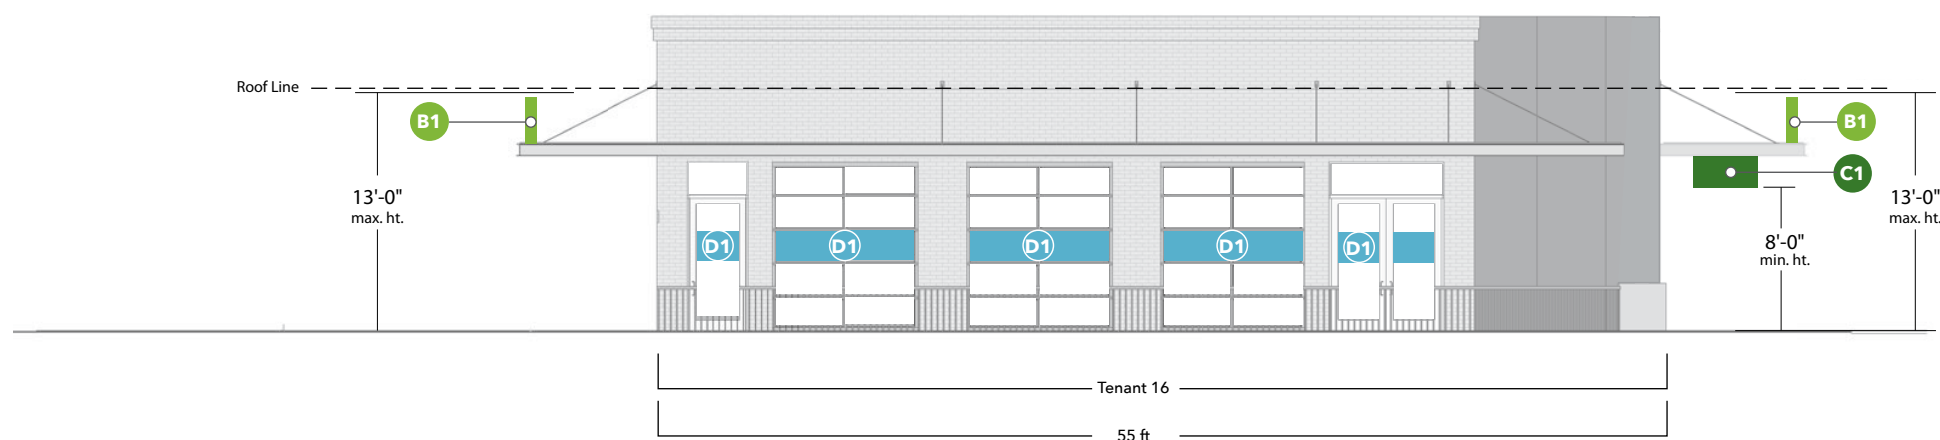 Roof Line
B1
B1
C1
13'-0"
max. ht.
13'-0"
max. ht.
8'-0"
min. ht.
D1
D1
D1
D1
D1
Tenant 16
55 ft